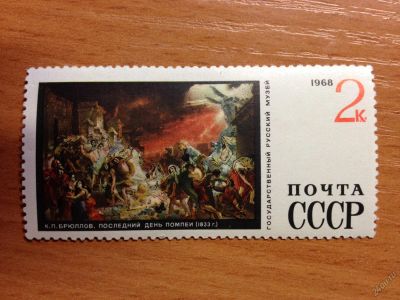 1968
2к
ПОЧТА
СССР
ГОСУДАРСТВЕННЫЙ РУССКИЙ МУЗЕЙ
К.П. БРЮЛЛОВ. ПОСЛЕДНИЙ ДЕНЬ ПОМПЕИ (1833 г.)